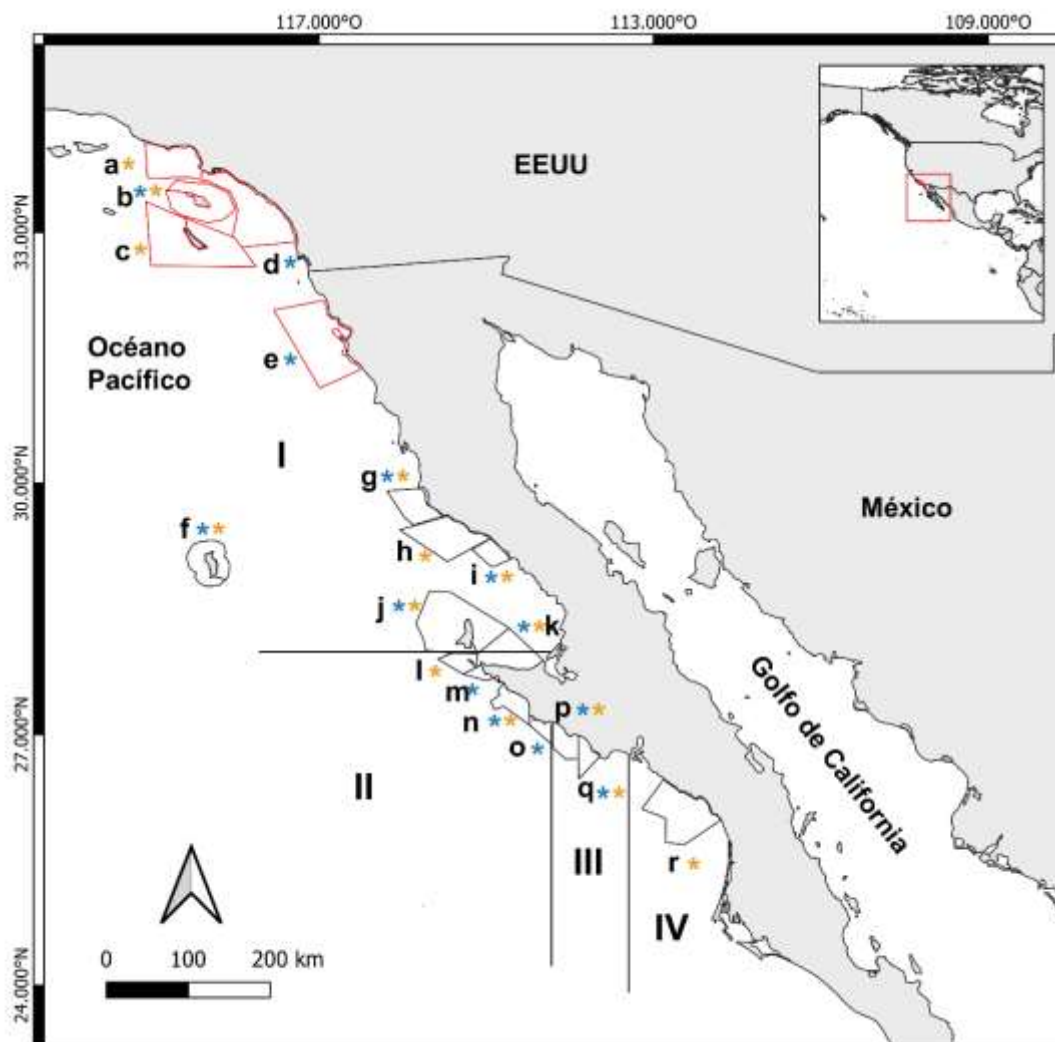 117.000°O 113.000°O 109.000°O
33.000°N
30.000°N
27.000°N
24.000°N
EEUU
a*
b**
c*
d*
Océano
Pacífico
e*
I
g**
México
f**
h*
i**
j**
**k
l*
m*
n**
p**
o*
Golfo de California
II
q**
III
r*
IV
0 100 200 km